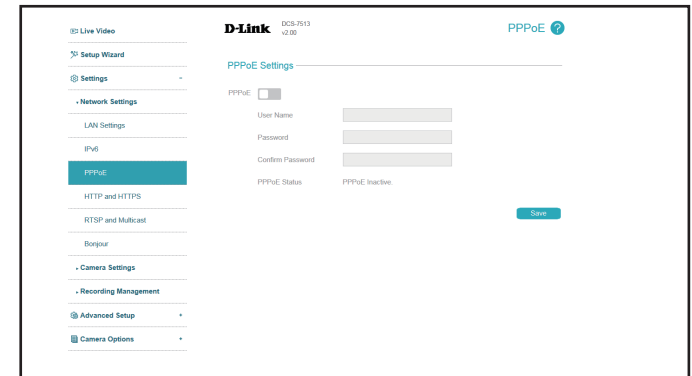 Live Video
Setup Wizard
Settings -
Network Settings
LAN Settings
IPv6
PPPoE
HTTP and HTTPS
RTSP and Multicast
Bonjour
Camera Settings
Recording Management
Advanced Setup +
Camera Options +
D-Link DCS-7513
v2.00
PPPoE ?
PPPoE Settings
PPPoE
User Name
Password
Confirm Password
PPPoE Status PPPoE Inactive.
Save